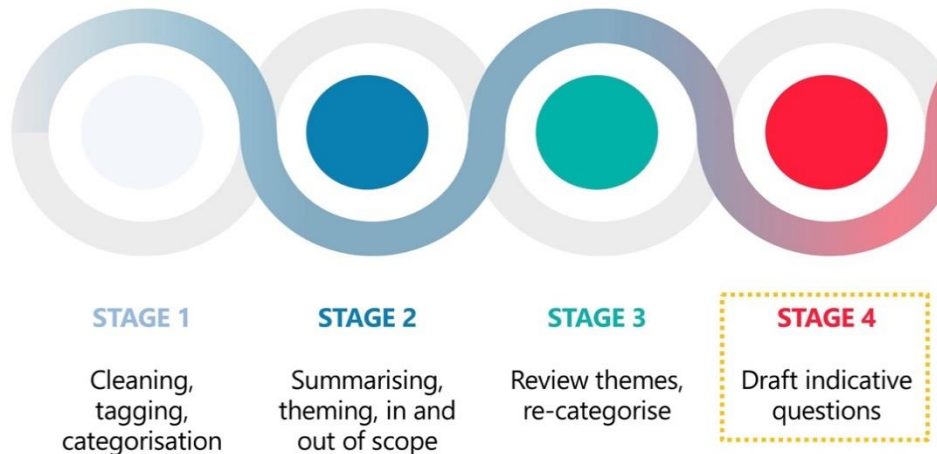 STAGE 1
Cleaning,
tagging,
categorisation
STAGE 2
Summarising,
theming, in and
out of scope
STAGE 3
Review themes,
re-categorise
STAGE 4
Draft indicative
questions